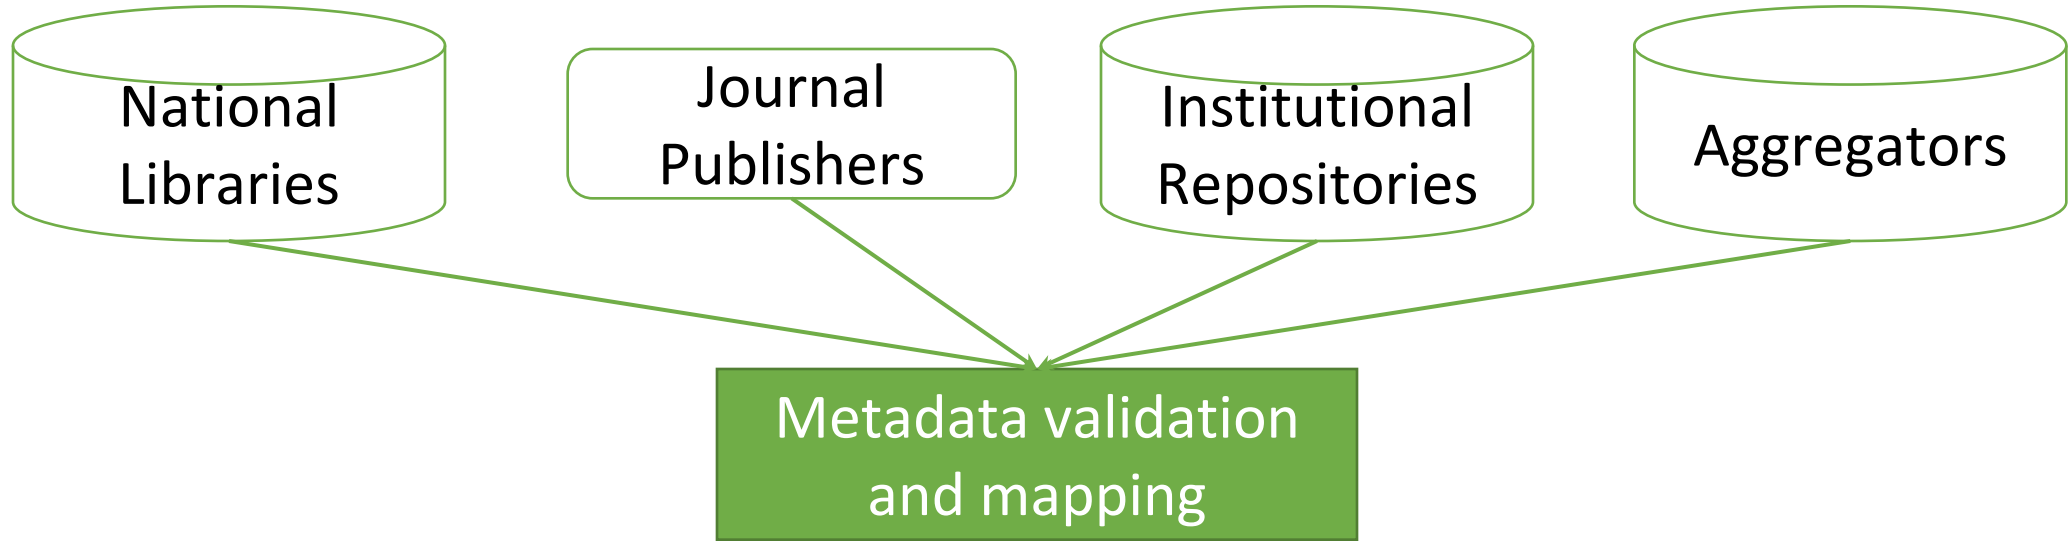 National
Libraries
Journal
Publishers
Institutional
Repositories
Aggregators
Metadata validation
and mapping